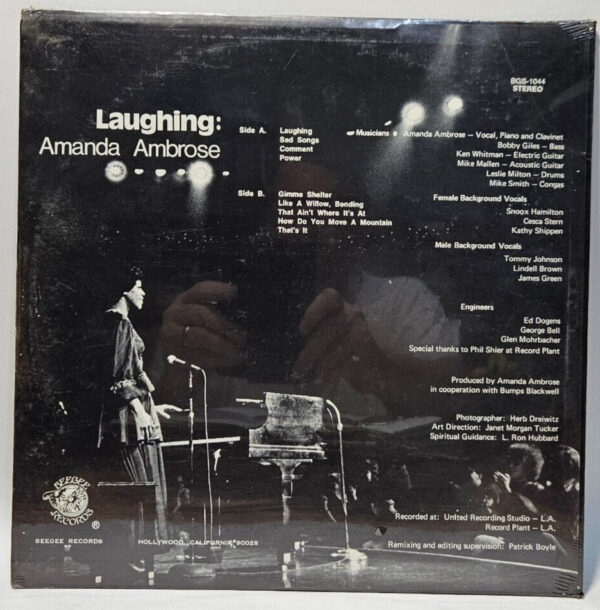 BGS-1044
STEREO
Laughing:
Amanda Ambrose
Side A. Laughing
Sad Songs
Comment
Power
Side B. Gimme Shelter
Like A Willow, Bending
That Ain't Where It's At
How Do You Move A Mountain
That's It
Musicians Amanda Ambrose – Vocal, Piano and Clavinet
Bobby Giles – Bass
Ken Whitman – Electric Guitar
Mike Mallen – Acoustic Guitar
Leslie Milton – Drums
Mike Smith – Congas
Female Background Vocals
Snoox Hamilton
Cesca Stern
Kathy Shippen
Male Background Vocals
Tommy Johnson
Lindell Brown
James Green
Engineers
Ed Dogens
George Bell
Glen Mohrbacher
Special thanks to Phil Shier at Record Plant
Produced by Amanda Ambrose
in cooperation with Bumps Blackwell
Photographer: Herb Dreiwitz
Art Direction: Janet Morgan Tucker
Spiritual Guidance: L. Ron Hubbard
Recorded at: United Recording Studio – L.A.
Record Plant – L.A.
Remixing and editing supervision: Patrick Boyle
BEEGEE
RECORDS
®
BEEGEE RECORDS HOLLYWOOD, CALIFORNIA 90028